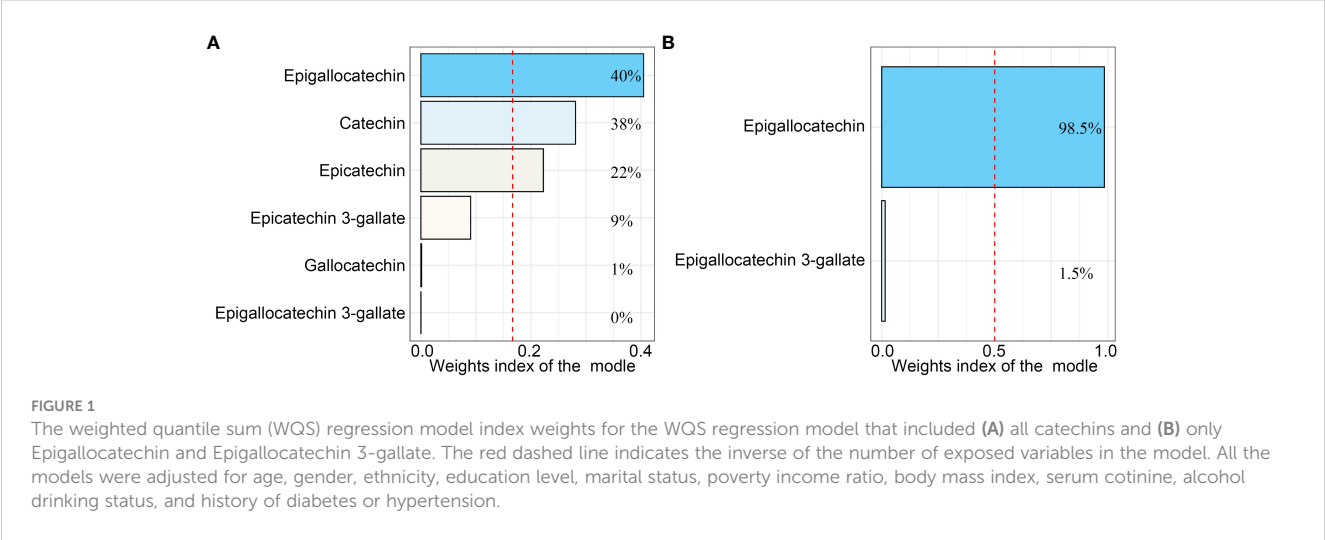 A
Epigallocatechin
40%
Catechin
38%
Epicatechin
22%
Epicatechin 3-gallate
9%
Gallocatechin
1%
Epigallocatechin 3-gallate
0%
0.0 0.2 0.4
Weights index of the modle
B
Epigallocatechin
98.5%
Epigallocatechin 3-gallate
1.5%
0.0 0.5 1.0
Weights index of the modle
FIGURE 1
The weighted quantile sum (WQS) regression model index weights for the WQS regression model that included (A) all catechins and (B) only
Epigallocatechin and Epigallocatechin 3-gallate. The red dashed line indicates the inverse of the number of exposed variables in the model. All the
models were adjusted for age, gender, ethnicity, education level, marital status, poverty income ratio, body mass index, serum cotinine, alcohol
drinking status, and history of diabetes or hypertension.